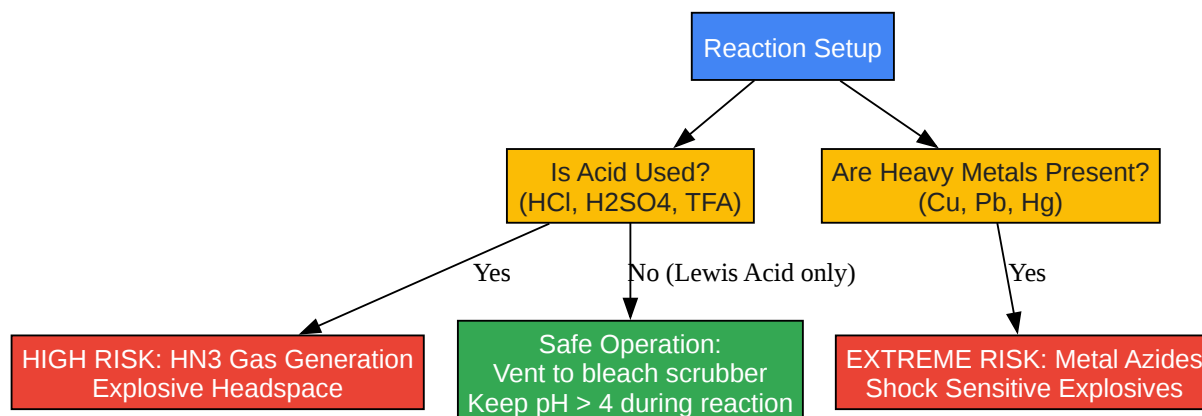 Reaction Setup
Is Acid Used?
(HCl, H2SO4, TFA)
Are Heavy Metals Present?
(Cu, Pb, Hg)
Yes
No (Lewis Acid only)
Yes
HIGH RISK: HN3 Gas Generation
Explosive Headspace
Safe Operation:
Vent to bleach scrubber
Keep pH > 4 during reaction
EXTREME RISK: Metal Azides
Shock Sensitive Explosives